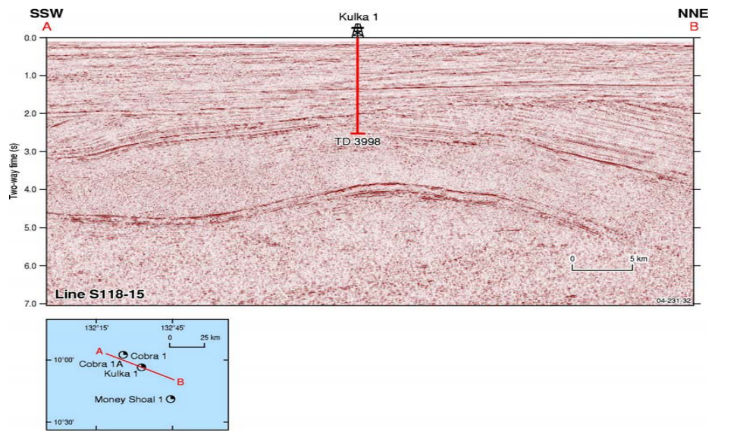 SSW
A
Kulka 1
NNE
B
0.0
1.0
2.0
3.0
4.0
5.0
6.0
7.0
Two-way time (s)
TD 3998
0 5 km
Line S118-15
04-231-32
132°15' 132°45'
0 25 km
10°00'
10°30'
A
Cobra 1
Cobra 1A
Kulka 1
B
Money Shoal 1